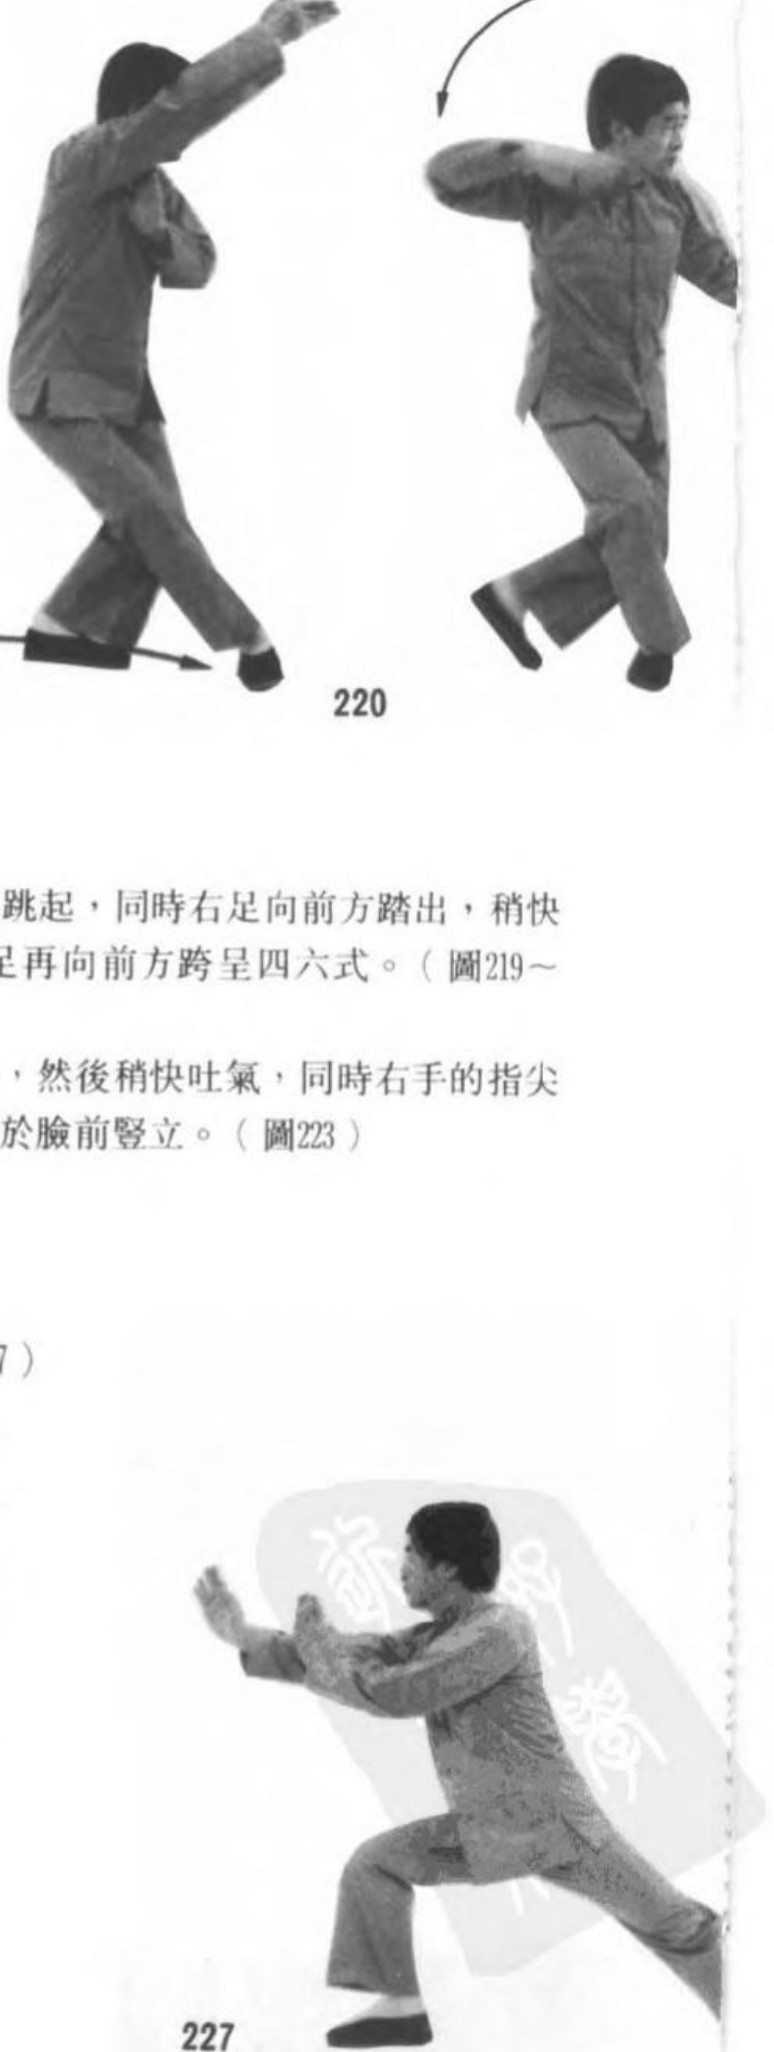 220
跳起，同時右足向前方踏出，稍快
足再向前方跨呈四六式。（圖219～
，然後稍快吐氣，同時右手的指尖
於臉前豎立。（圖223）
7）
227